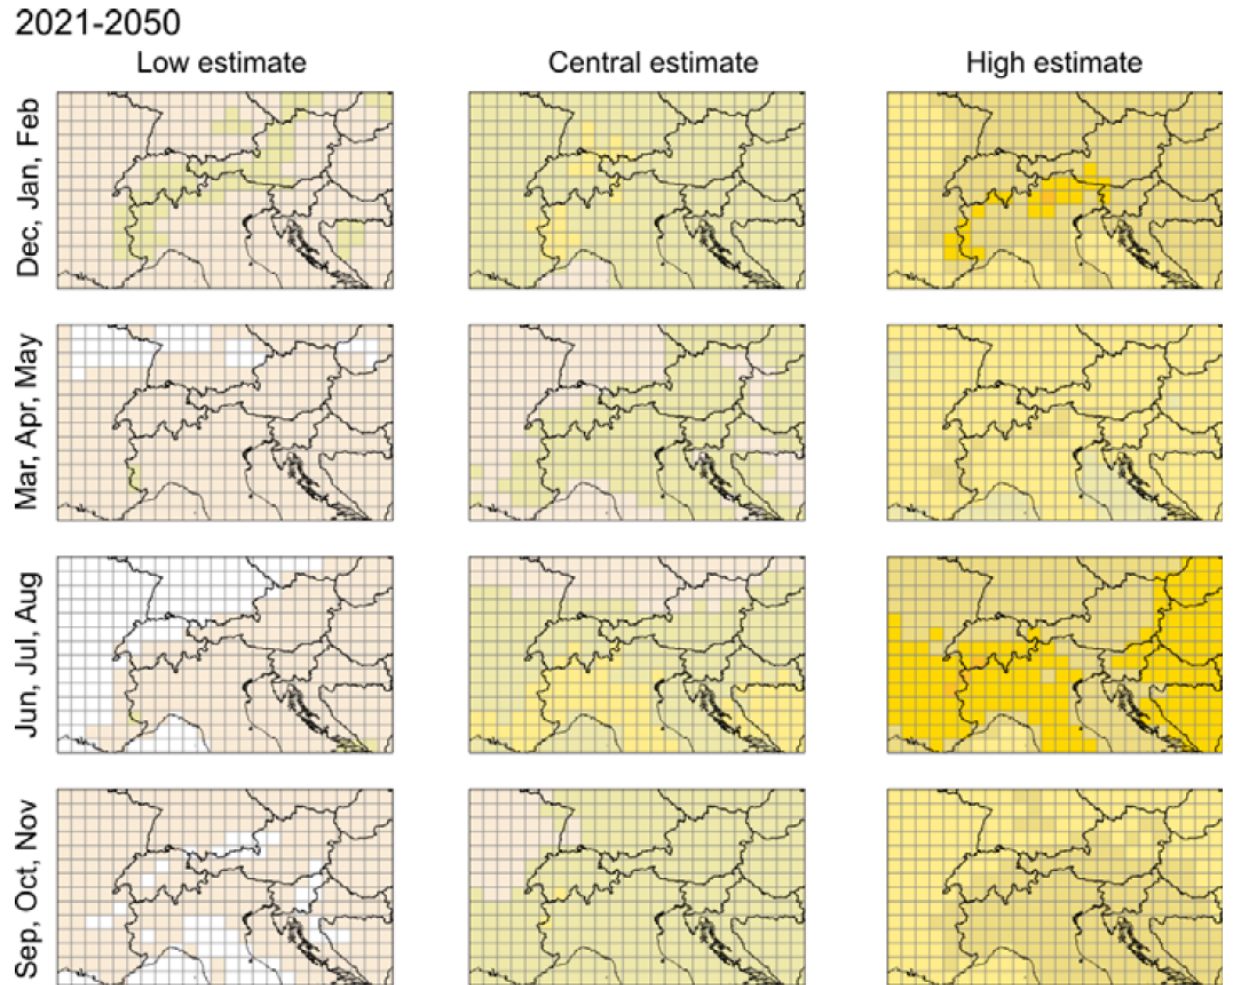 2021-2050
Low estimate
Central estimate
High estimate
Dec, Jan, Feb
Mar, Apr, May
Jun, Jul, Aug
Sep, Oct, Nov